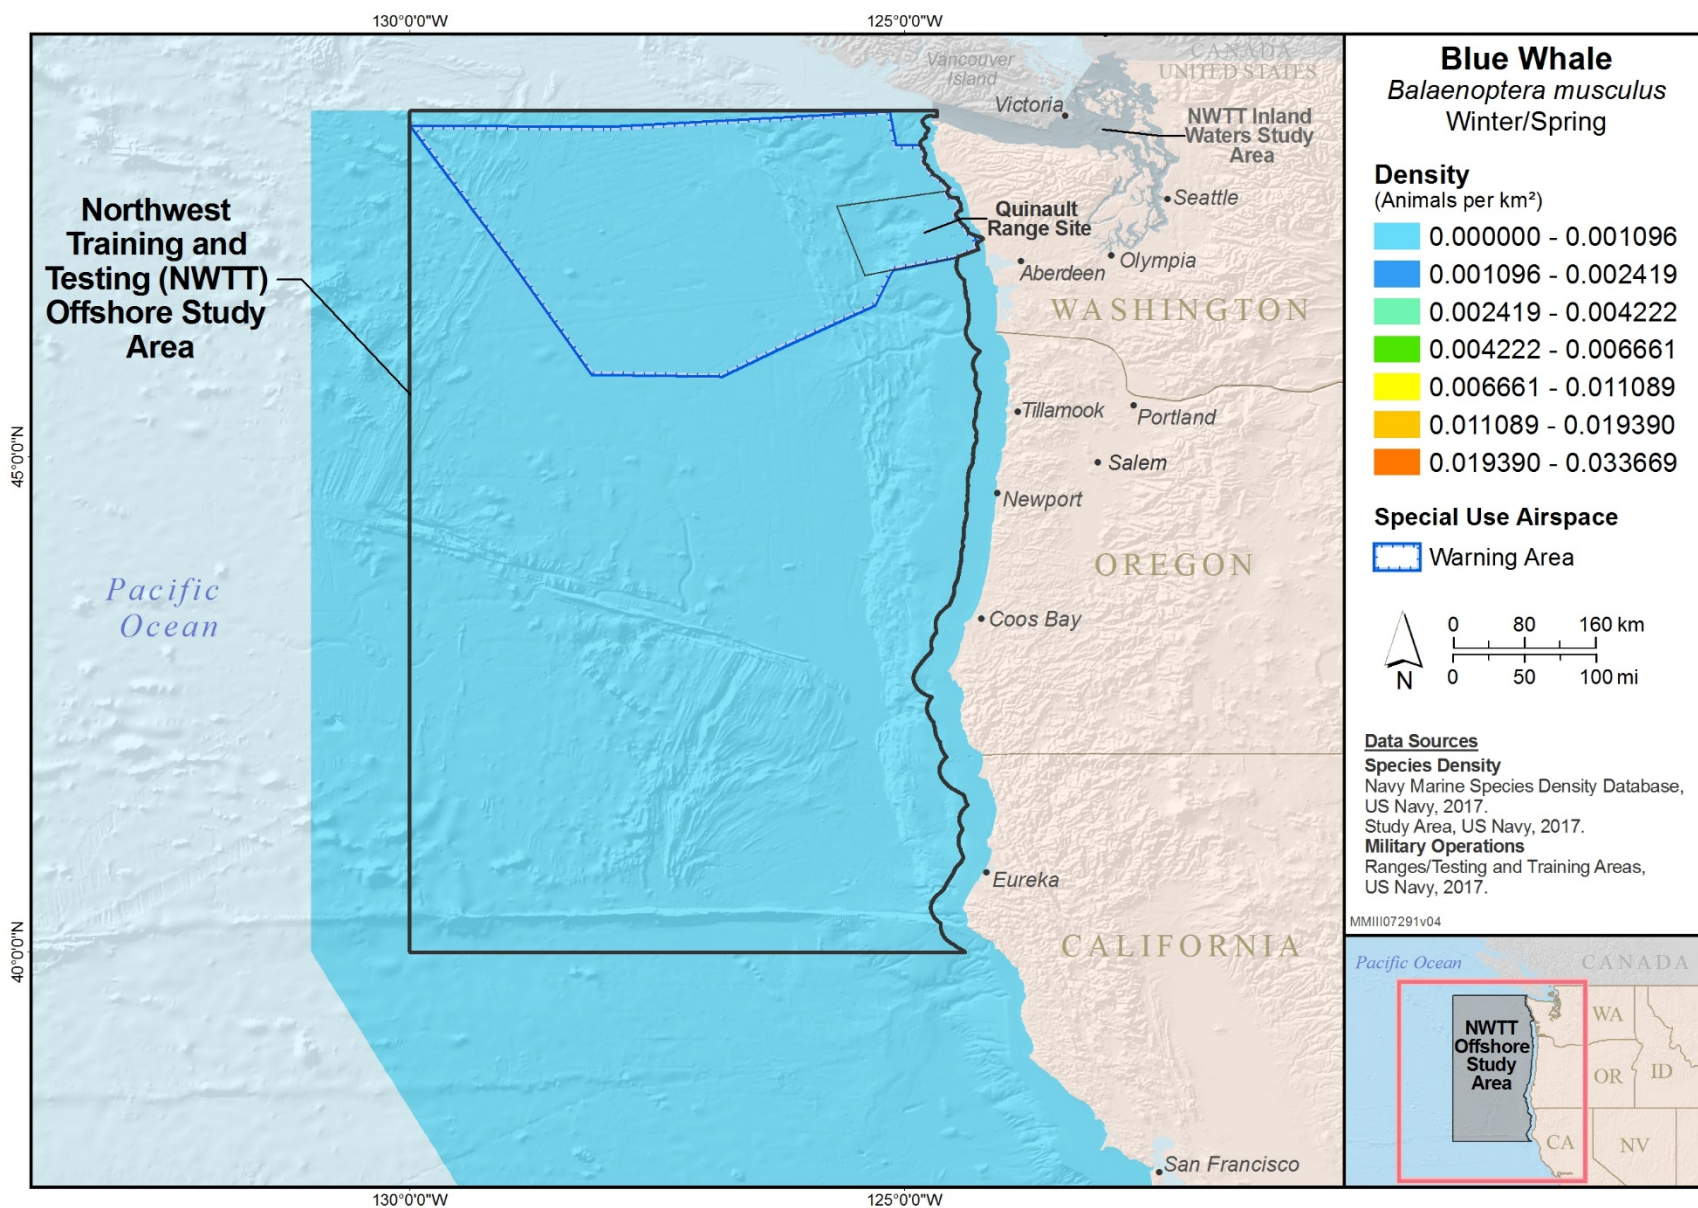 130°0'0"W
125°0'0"W
CANADA
UNITED STATES
Vancouver
Island
Victoria
NWTT Inland
Waters Study
Area
Seattle
Northwest
Training and
Testing (NWTT)
Offshore Study
Area
Quinault
Range Site
Aberdeen
Olympia
WASHINGTON
Tillamook
Portland
45°0'0"N
Salem
Newport
OREGON
Pacific
Ocean
Coos Bay
Eureka
CALIFORNIA
40°0'0"N
San Francisco
130°0'0"W
125°0'0"W
Blue Whale
Balaenoptera musculus
Winter/Spring
Density
(Animals per km²)
0.000000 - 0.001096
0.001096 - 0.002419
0.002419 - 0.004222
0.004222 - 0.006661
0.006661 - 0.011089
0.011089 - 0.019390
0.019390 - 0.033669
Special Use Airspace
Warning Area
0 80 160 km
0 50 100 mi
N
Data Sources
Species Density
Navy Marine Species Density Database,
US Navy, 2017.
Study Area, US Navy, 2017.
Military Operations
Ranges/Testing and Training Areas,
US Navy, 2017.
MMIII07291v04
Pacific Ocean
CANADA
NWTT
Offshore
Study
Area
WA
OR
ID
CA
NV